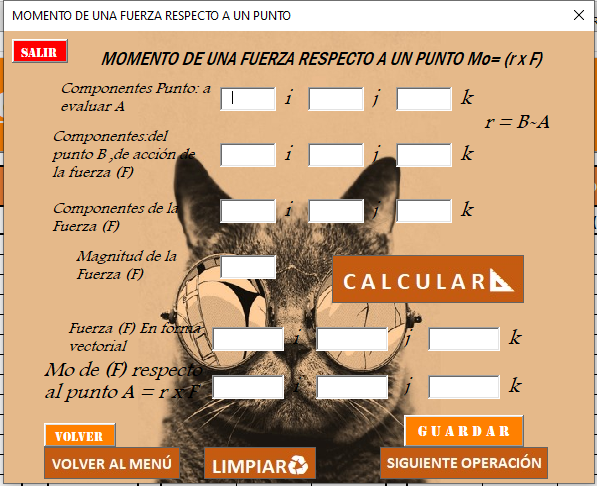 MOMENTO DE UNA FUERZA RESPECTO A UN PUNTO
SALIR
MOMENTO DE UNA FUERZA RESPECTO A UN PUNTO Mo= (r x F)
Componentes Punto: a
evaluar A
i j k
r = B-A
Componentes:del
punto B ,de acción de
la fuerza (F)
i j k
Componentes de la
Fuerza (F)
i j k
Magnitud de la
Fuerza (F)
CALCULAR
Fuerza (F) En forma
vectorial
i j k
Mo de (F) respecto
al punto A = r x F
i j k
VOLVER
GUARDAR
VOLVER AL MENÚ
LIMPIAR
SIGUIENTE OPERACIÓN